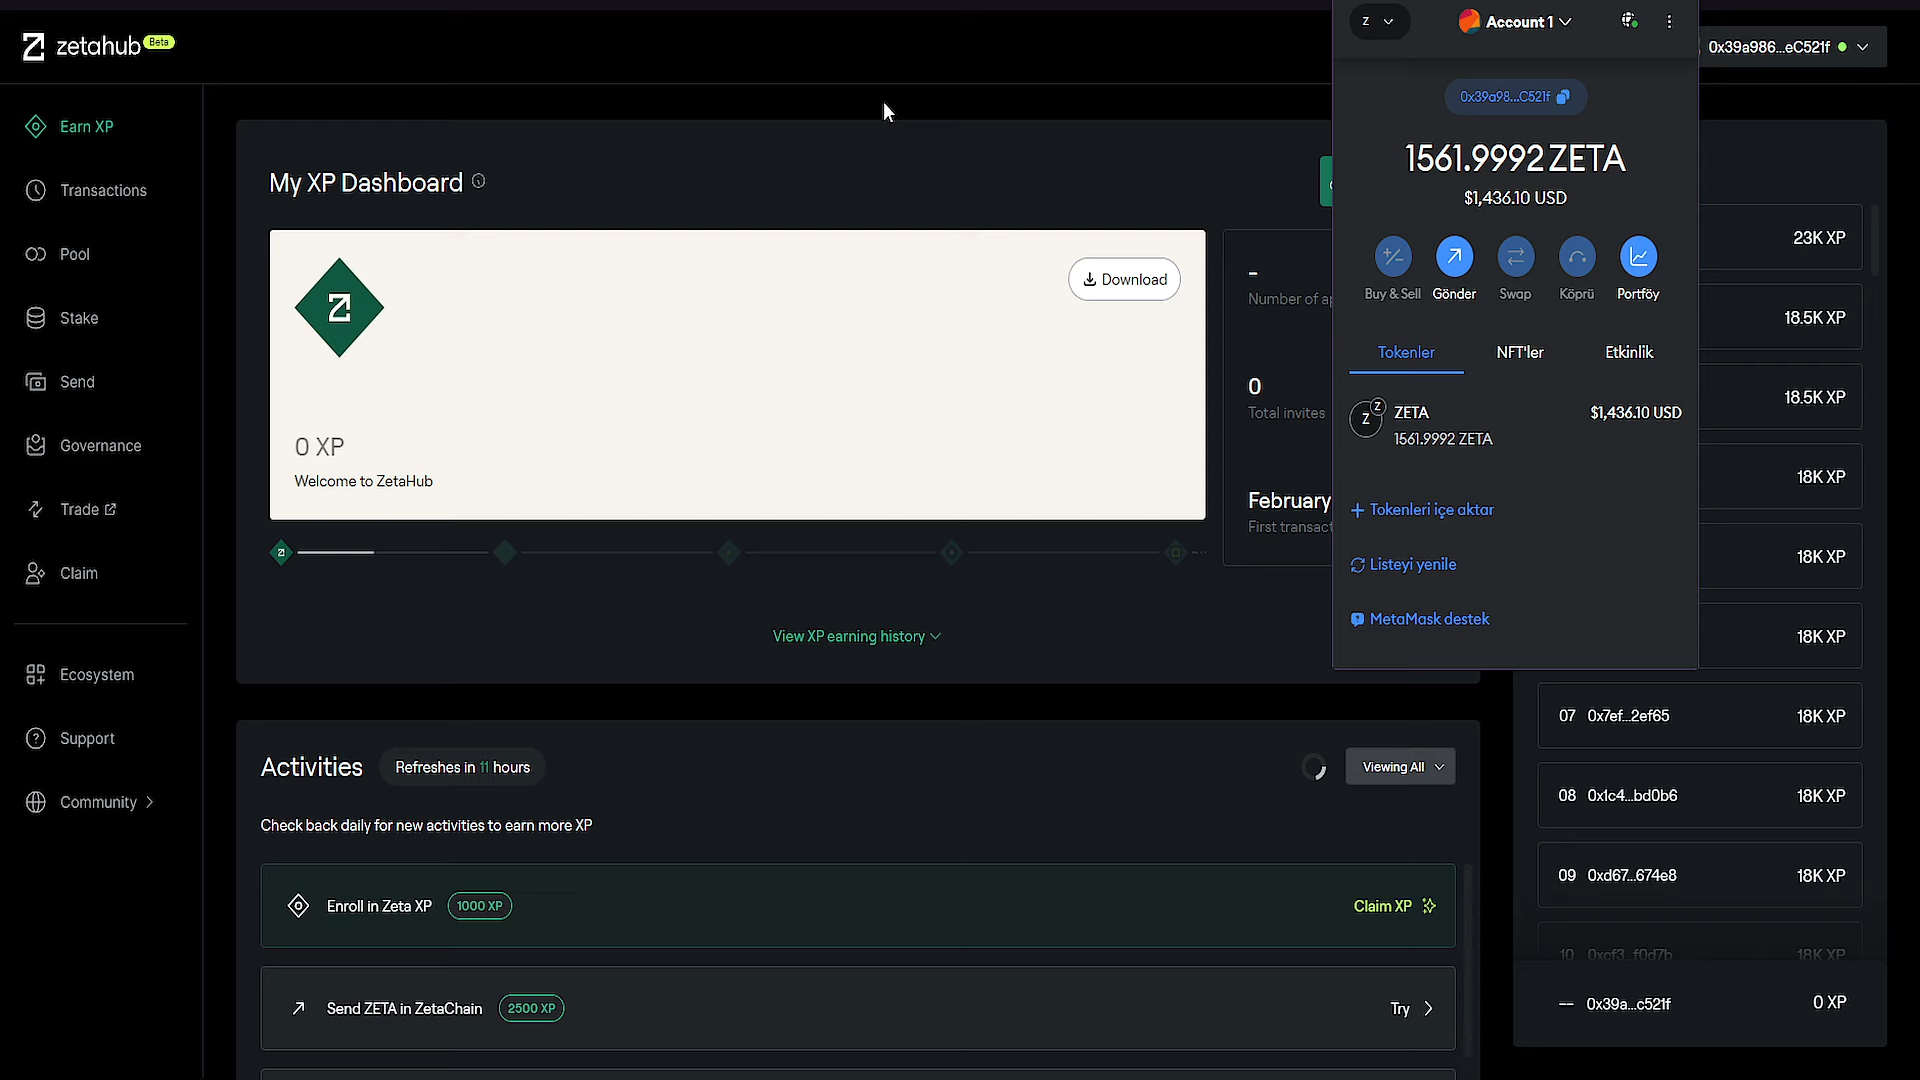 zetahub Beta
Earn XP
Transactions
Pool
Stake
Send
Governance
Trade
Claim
Ecosystem
Support
Community
My XP Dashboard
Download
0 XP
Welcome to ZetaHub
View XP earning history
-
Number of
0
Total invites
February
First
Activities
Refreshes in 11 hours
Viewing All
Check back daily for new activities to earn more XP
Enroll in Zeta XP 1000 XP
Claim XP
Send ZETA in ZetaChain 2500 XP
Try
Z
Account 1
0x39a98...C521f
1561.9992 ZETA
$1,436.10 USD
Buy & Sell
Gönder
Swap
Köprü
Portföy
Tokenler
NFT'ler
Etkinlik
Z
Z
ZETA
$1,436.10 USD
1561.9992 ZETA
Tokenleri içe aktar
Listeyi yenile
MetaMask destek
0x39a986...eC521f
23K XP
18.5K XP
18.5K XP
18K XP
18K XP
18K XP
07 0x7ef...2ef65 18K XP
08 0x1c4...bd0b6 18K XP
09 0xd67...674e8 18K XP
10 0xcf3...f0d7b 18K XP
-- 0x39a...c521f 0 XP